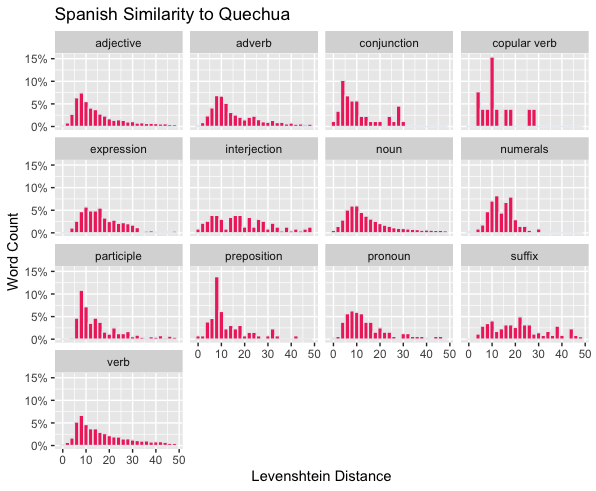 Spanish Similarity to Quechua
adjective adverb conjunction copular verb
15%
10%
5%
0%
expression interjection noun numerals
15%
10%
5%
0%
participle preposition pronoun suffix
15%
10%
5%
0%
0 10 20 30 40 50 0 10 20 30 40 50 0 10 20 30 40 50
verb
15%
10%
5%
0%
0 10 20 30 40 50
Word Count
Levenshtein Distance